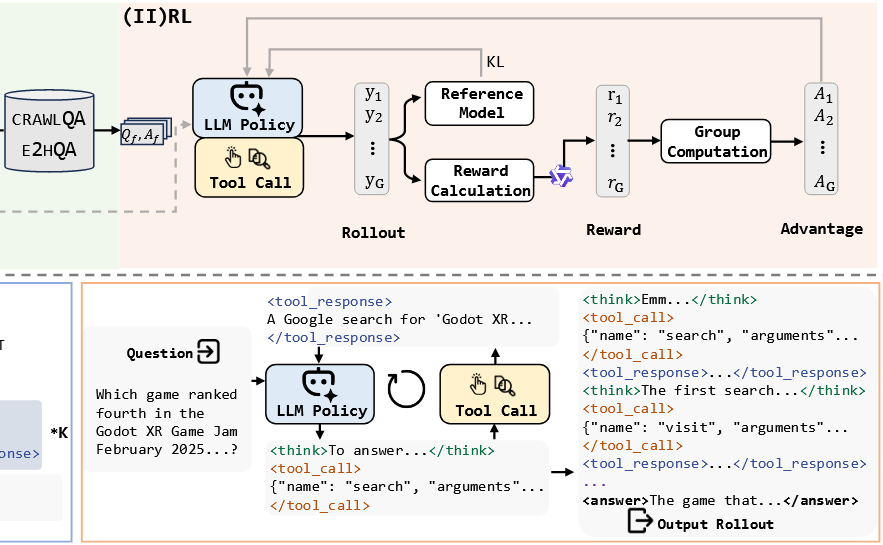 (II)RL
KL
CRAWLQA
E2HQA
Qf, Af
LLM Policy
Tool Call
y1
y2
⋮
yG
Reference
Model
Reward
Calculation
r1
r2
⋮
rG
Group
Computation
A1
A2
⋮
AG
Rollout
Reward
Advantage
T
onse>
*K
Question
Which game ranked
fourth in the
Godot XR Game Jam
February 2025...?
<tool_response>
A Google search for 'Godot XR...
</tool_response>
LLM Policy
Tool Call
<think>To answer...</think>
<tool_call>
{"name": "search", "arguments"...
</tool_call>
<think>Emm...</think>
<tool_call>
{"name": "search", "arguments"...
</tool_call>
<tool_response>...</tool_response>
<think>The first search...</think>
<tool_call>
{"name": "visit", "arguments"...
</tool_call>
<tool_response>...</tool_response>
...
<answer>The game that...</answer>
Output Rollout